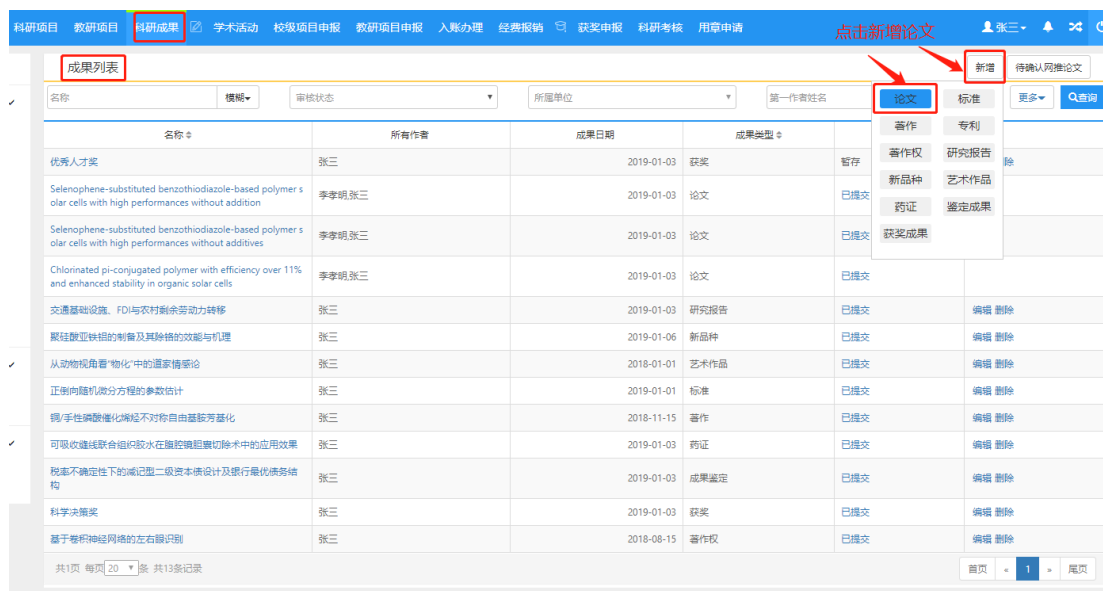 科研项目 教研项目 科研成果 学术活动 校级项目申报 教研项目申报 入账办理 经费报销 获奖申报 科研考核 用章申请 点击新增论文 张三
成果列表 新增 待确认网推论文
名称 模糊 审核状态 所属单位 第一作者姓名 更多 查询
论文 标准
著作 专利
著作权 研究报告
新品种 艺术作品
药证 鉴定成果
获奖成果
名称 所有作者 成果日期 成果类型
优秀人才奖 张三 2019-01-03 获奖 暂存 除
Selenophene-substituted benzothiodiazole-based polymer s
olar cells with high performances without addition 李孝明,张三 2019-01-03 论文 已提交
Selenophene-substituted benzothiodiazole-based polymer s
olar cells with high performances without additives 李孝明,张三 2019-01-03 论文 已提交
Chlorinated pi-conjugated polymer with efficiency over 11%
and enhanced stability in organic solar cells 李孝明,张三 2019-01-03 论文 已提交
交通基础设施、FDI与农村剩余劳动力转移 张三 2019-01-03 研究报告 已提交 编辑 删除
聚硅酸亚铁铝的制备及其除铬的效能与机理 张三 2019-01-06 新品种 已提交 编辑 删除
从动物视角看“物化”中的道家情感论 张三 2018-01-01 艺术作品 已提交 编辑 删除
正倒向随机微分方程的参数估计 张三 2019-01-01 标准 已提交 编辑 删除
铜/手性磷酸催化烯烃不对称自由基胺芳基化 张三 2018-11-15 著作 已提交 编辑 删除
可吸收缝线联合组织胶水在腹腔镜胆囊切除术中的应用效果 张三 2019-01-03 药证 已提交 编辑 删除
税率不确定性下的减记型二级资本债设计及银行最优债务结
构 张三 2019-01-03 成果鉴定 已提交 编辑 删除
科学决策奖 张三 2019-01-03 获奖 已提交 编辑 删除
基于卷积神经网络的左右眼识别 张三 2018-08-15 著作权 已提交 编辑 删除
共1页 每页 20 条 共13条记录 首页 « 1 » 尾页